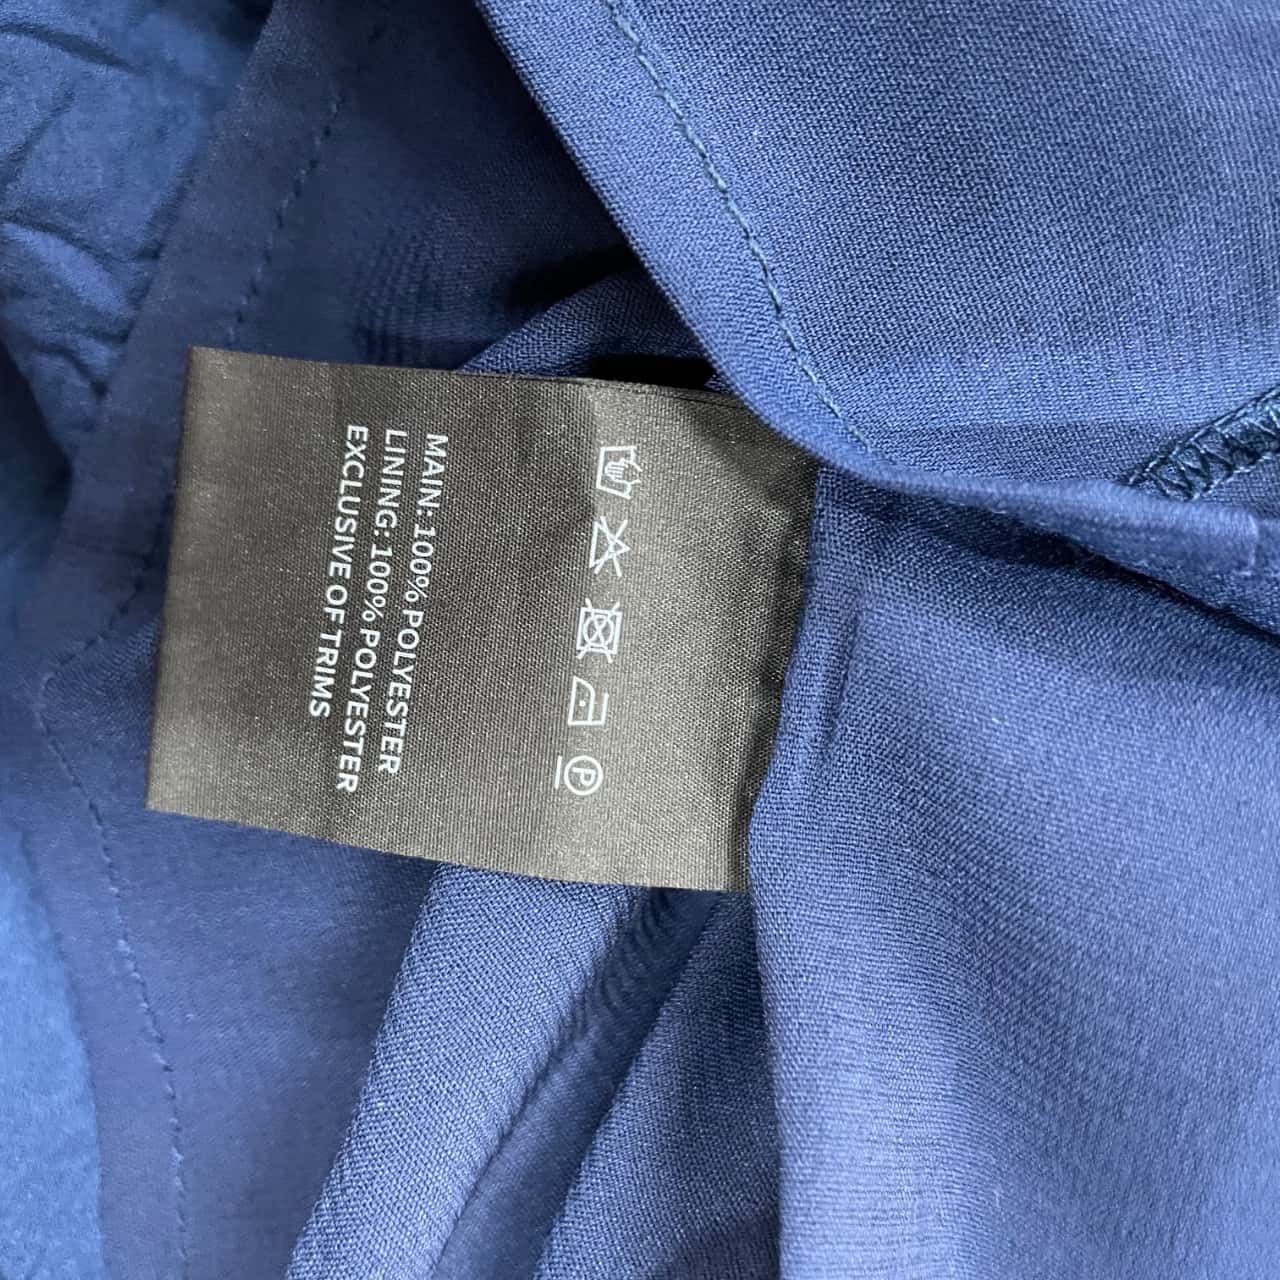 MAIN: 100% POLYESTER
LINING: 100% POLYESTER
EXCLUSIVE OF TRIMS
P